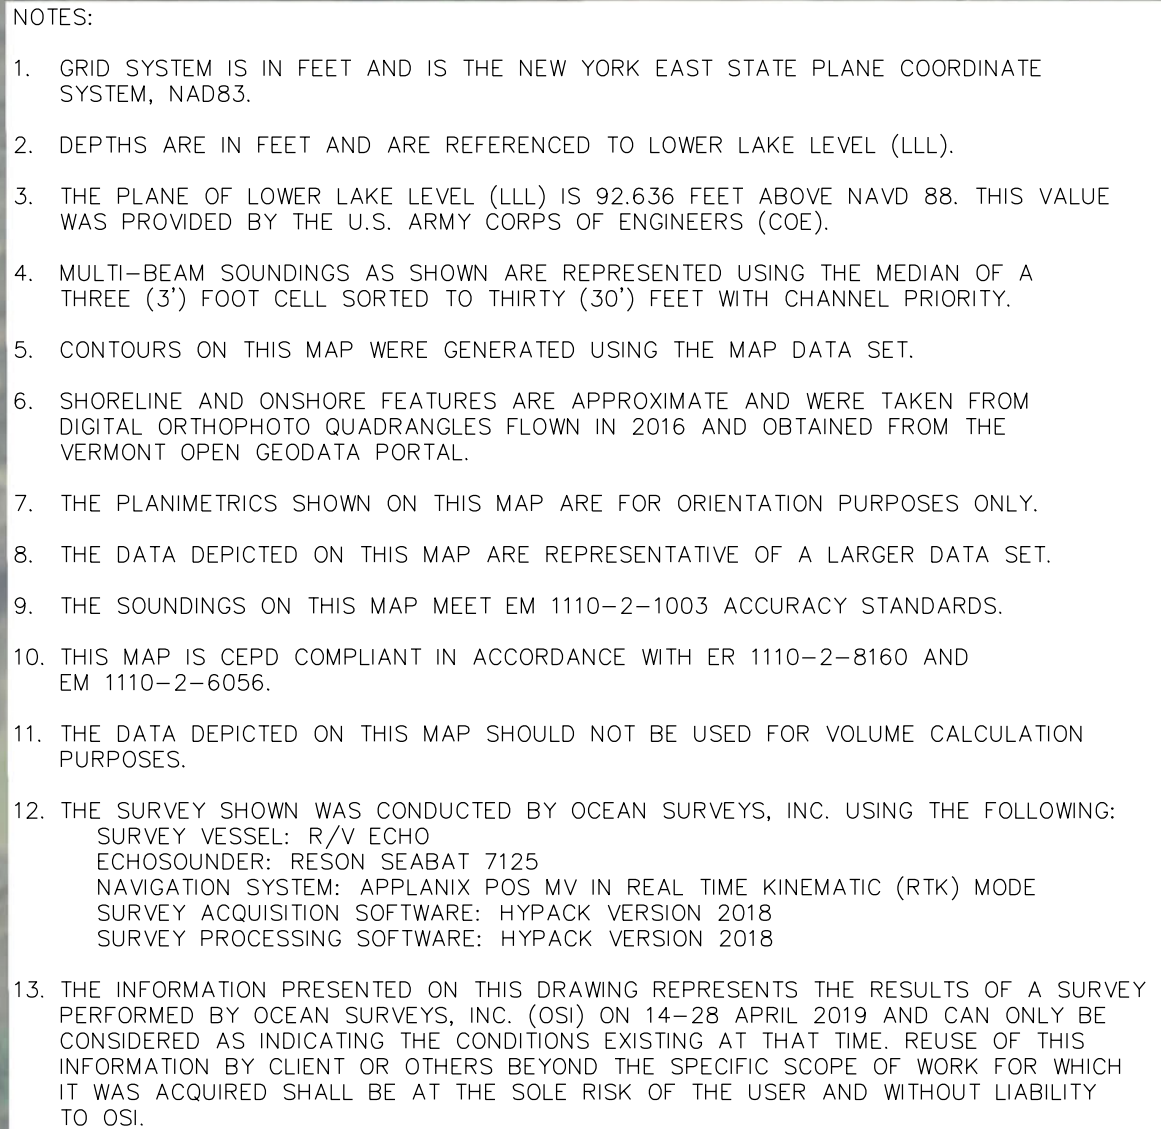 NOTES:
1. GRID SYSTEM IS IN FEET AND IS THE NEW YORK EAST STATE PLANE COORDINATE
SYSTEM, NAD83.
2. DEPTHS ARE IN FEET AND ARE REFERENCED TO LOWER LAKE LEVEL (LLL).
3. THE PLANE OF LOWER LAKE LEVEL (LLL) IS 92.636 FEET ABOVE NAVD 88. THIS VALUE
WAS PROVIDED BY THE U.S. ARMY CORPS OF ENGINEERS (COE).
4. MULTI-BEAM SOUNDINGS AS SHOWN ARE REPRESENTED USING THE MEDIAN OF A
THREE (3') FOOT CELL SORTED TO THIRTY (30') FEET WITH CHANNEL PRIORITY.
5. CONTOURS ON THIS MAP WERE GENERATED USING THE MAP DATA SET.
6. SHORELINE AND ONSHORE FEATURES ARE APPROXIMATE AND WERE TAKEN FROM
DIGITAL ORTHOPHOTO QUADRANGLES FLOWN IN 2016 AND OBTAINED FROM THE
VERMONT OPEN GEODATA PORTAL.
7. THE PLANIMETRICS SHOWN ON THIS MAP ARE FOR ORIENTATION PURPOSES ONLY.
8. THE DATA DEPICTED ON THIS MAP ARE REPRESENTATIVE OF A LARGER DATA SET.
9. THE SOUNDINGS ON THIS MAP MEET EM 1110-2-1003 ACCURACY STANDARDS.
10. THIS MAP IS CEPD COMPLIANT IN ACCORDANCE WITH ER 1110-2-8160 AND
EM 1110-2-6056.
11. THE DATA DEPICTED ON THIS MAP SHOULD NOT BE USED FOR VOLUME CALCULATION
PURPOSES.
12. THE SURVEY SHOWN WAS CONDUCTED BY OCEAN SURVEYS, INC. USING THE FOLLOWING:
SURVEY VESSEL: R/V ECHO
ECHOSOUNDER: RESON SEABAT 7125
NAVIGATION SYSTEM: APPLANIX POS MV IN REAL TIME KINEMATIC (RTK) MODE
SURVEY ACQUISITION SOFTWARE: HYPACK VERSION 2018
SURVEY PROCESSING SOFTWARE: HYPACK VERSION 2018
13. THE INFORMATION PRESENTED ON THIS DRAWING REPRESENTS THE RESULTS OF A SURVEY
PERFORMED BY OCEAN SURVEYS, INC. (OSI) ON 14-28 APRIL 2019 AND CAN ONLY BE
CONSIDERED AS INDICATING THE CONDITIONS EXISTING AT THAT TIME. REUSE OF THIS
INFORMATION BY CLIENT OR OTHERS BEYOND THE SPECIFIC SCOPE OF WORK FOR WHICH
IT WAS ACQUIRED SHALL BE AT THE SOLE RISK OF THE USER AND WITHOUT LIABILITY
TO OSI.